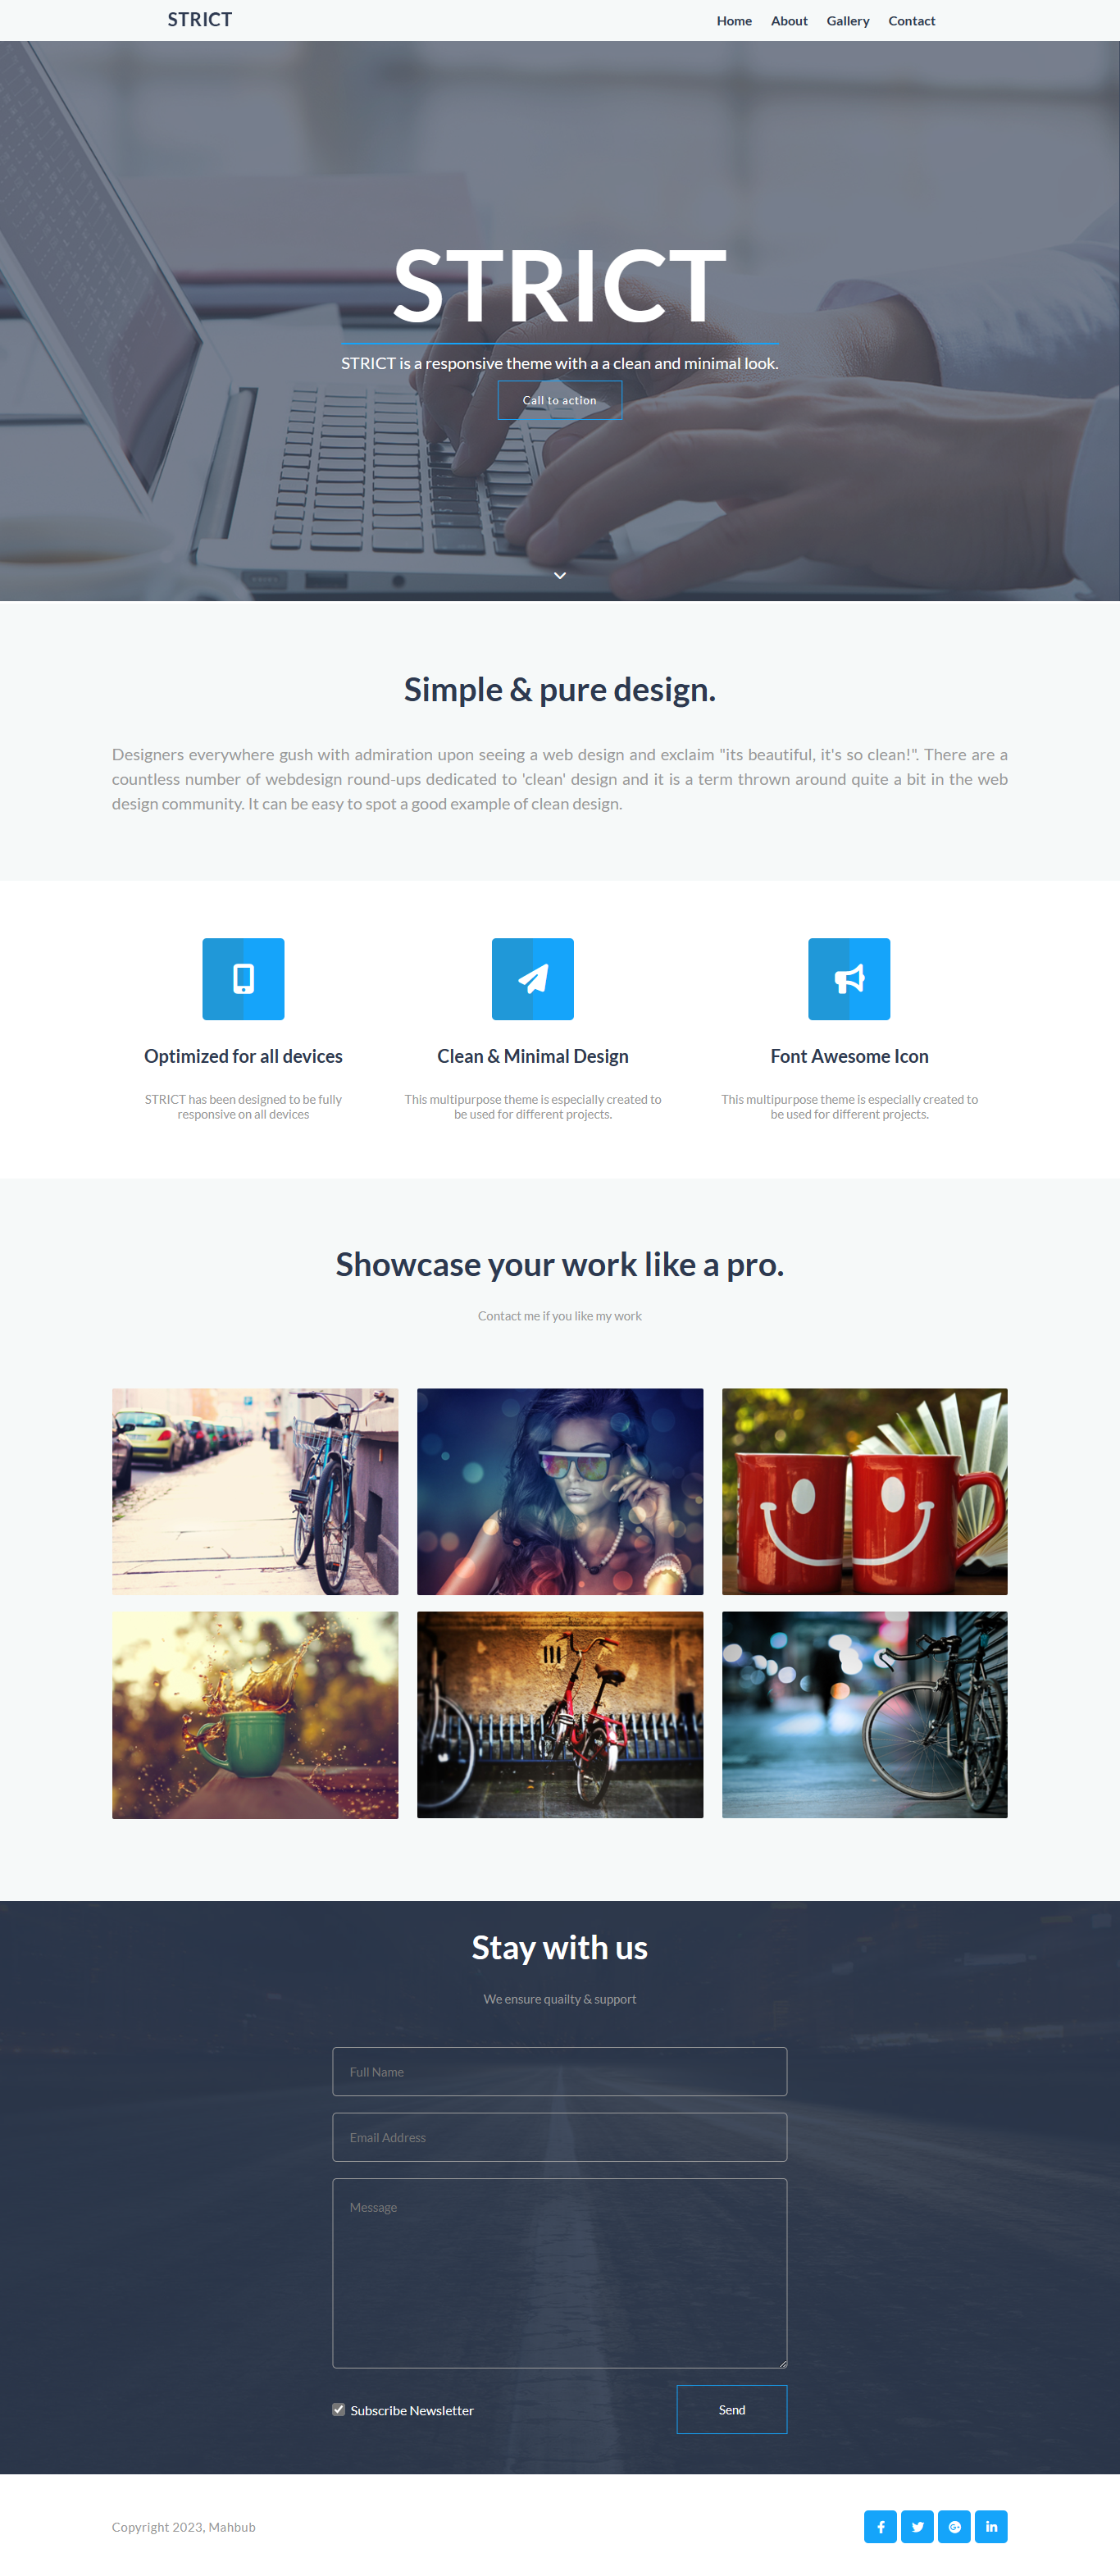 STRICT
Home About Gallery Contact
STRICT
STRICT is a responsive theme with a a clean and minimal look.
Call to action
Simple & pure design.
Designers everywhere gush with admiration upon seeing a web design and exclaim "its beautiful, it's so clean!". There are a
countless number of webdesign round-ups dedicated to 'clean' design and it is a term thrown around quite a bit in the web
design community. It can be easy to spot a good example of clean design.
Optimized for all devices
STRICT has been designed to be fully
responsive on all devices
Clean & Minimal Design
This multipurpose theme is especially created to
be used for different projects.
Font Awesome Icon
This multipurpose theme is especially created to
be used for different projects.
Showcase your work like a pro.
Contact me if you like my work
Stay with us
We ensure quailty & support
Full Name
Email Address
Message
Subscribe Newsletter
Send
Copyright 2023, Mahbub